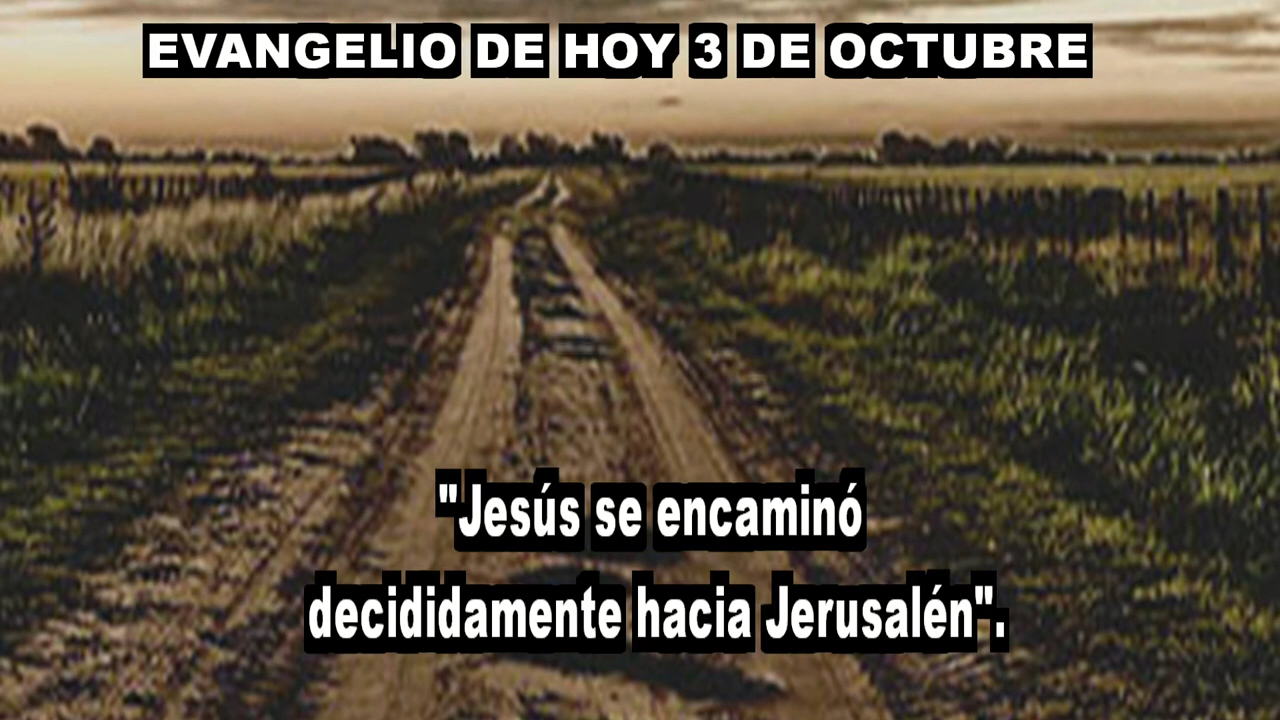 EVANGELIO DE HOY 3 DE OCTUBRE
"Jesús se encaminó
decididamente hacia Jerusalén".